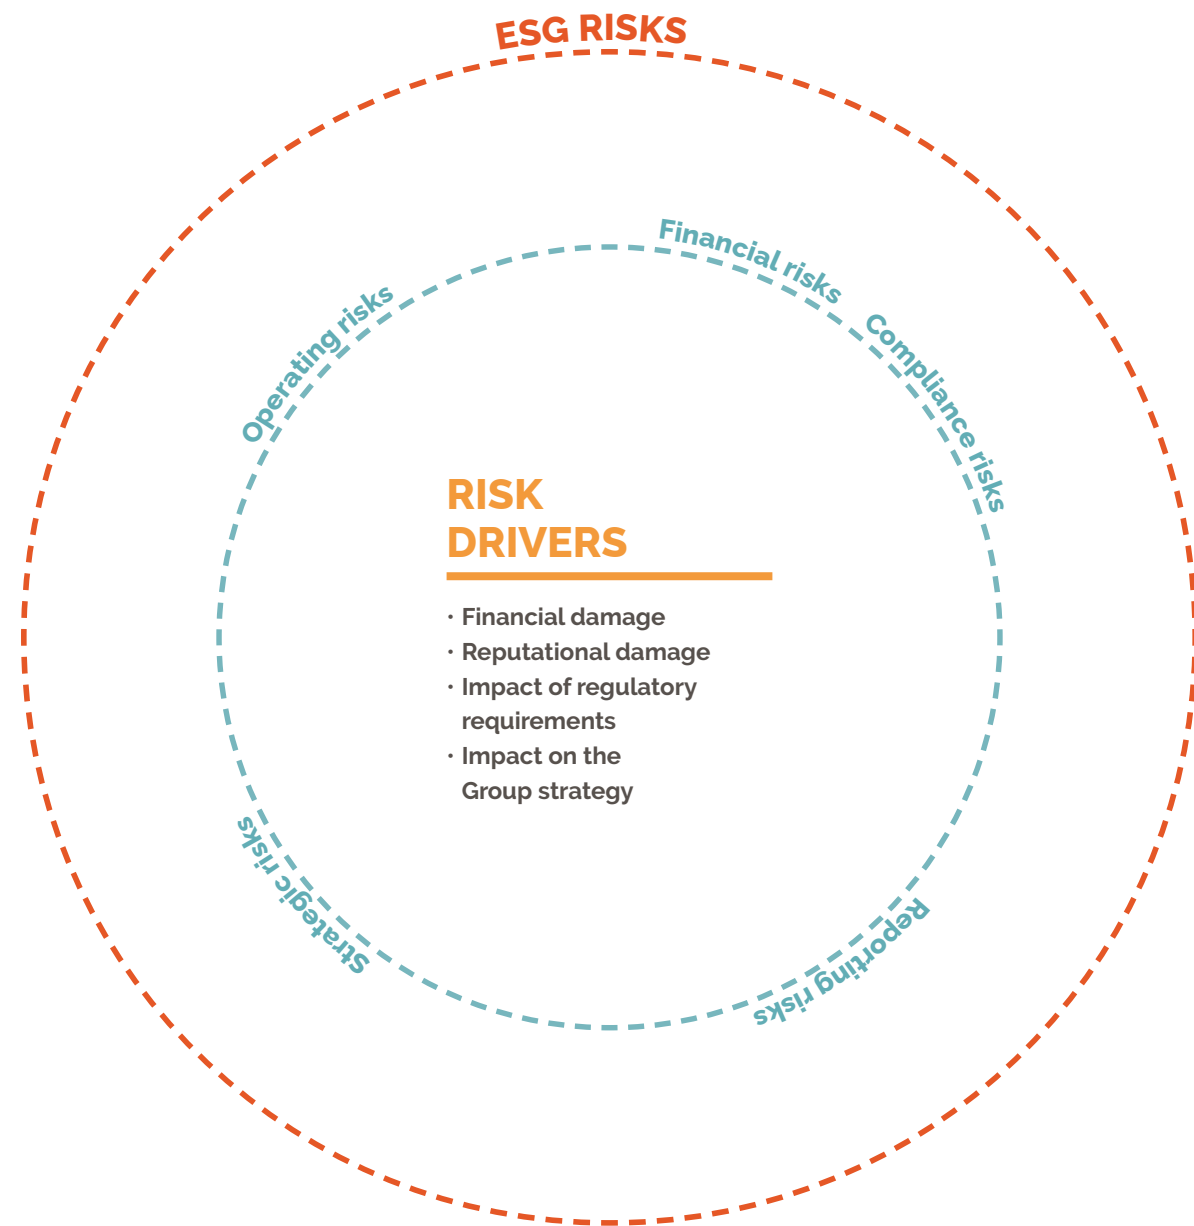 ESG RISKS
Financial risks
Operating risks
Compliance risks
RISK
DRIVERS
· Financial damage
· Reputational damage
· Impact of regulatory
requirements
· Impact on the
Group strategy
Strategic risks
Reporting risks